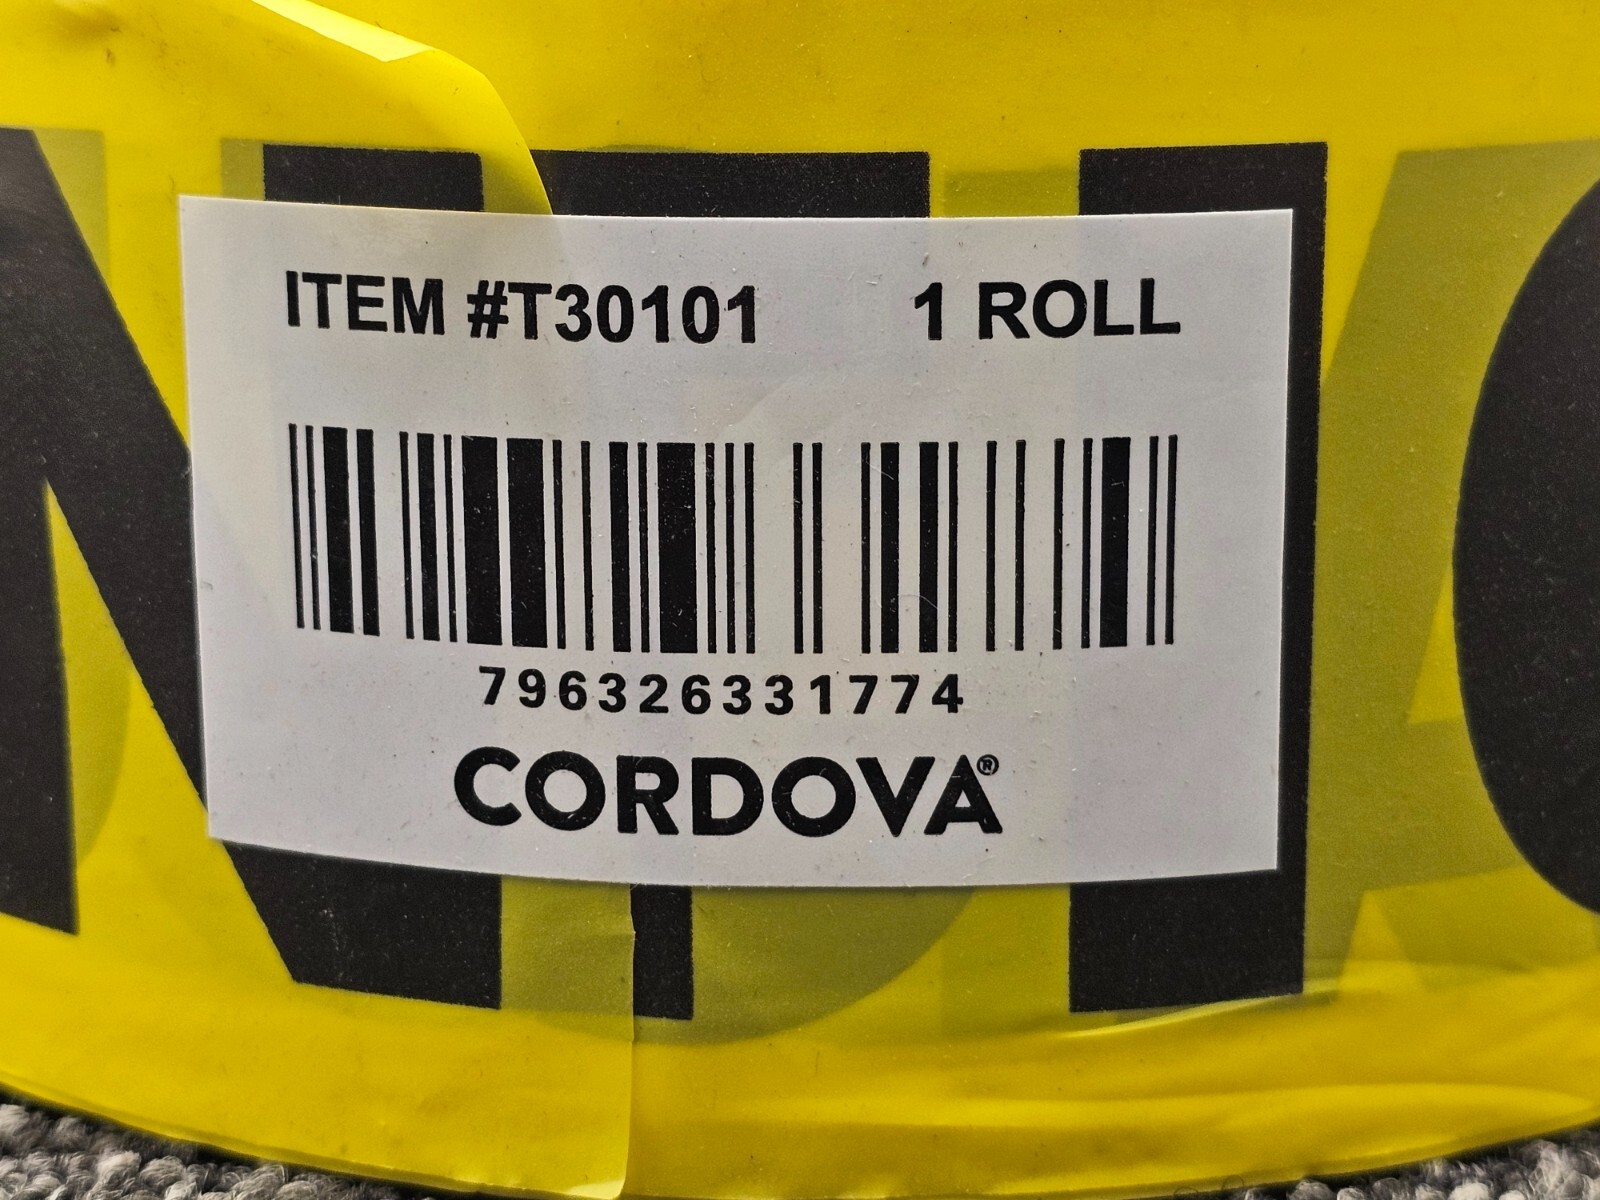 ITEM #T30101 1 ROLL
796326331774
CORDOVA®